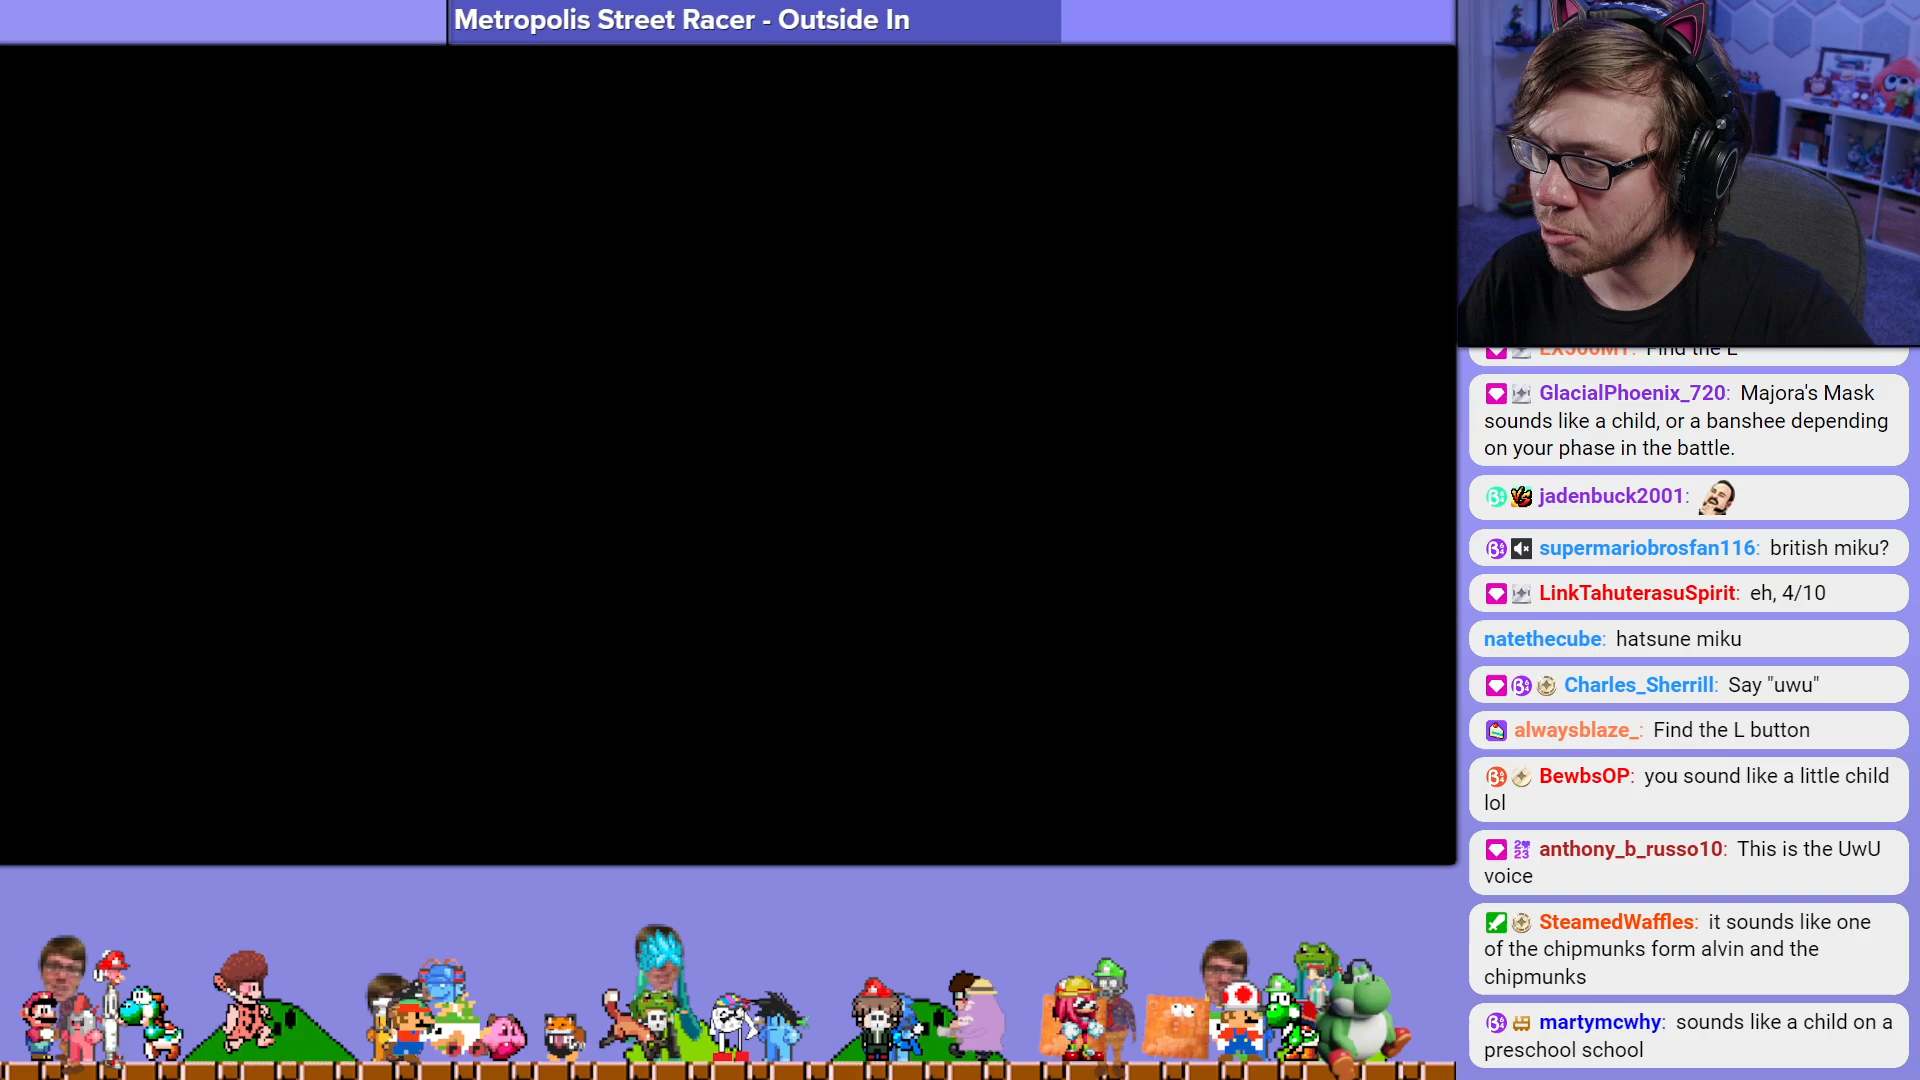 Metropolis Street Racer - Outside In
EX500MT: Find the L
GlacialPhoenix_720: Majora's Mask
sounds like a child, or a banshee depending
on your phase in the battle.
jadenbuck2001:
supermariobrosfan116: british miku?
LinkTahuterasuSpirit: eh, 4/10
natethecube: hatsune miku
Charles_Sherrill: Say "uwu"
alwaysblaze_: Find the L button
BewbsOP: you sound like a little child
lol
anthony_b_russo10: This is the UwU
voice
SteamedWaffles: it sounds like one
of the chipmunks form alvin and the
chipmunks
martymcwhy: sounds like a child on a
preschool school